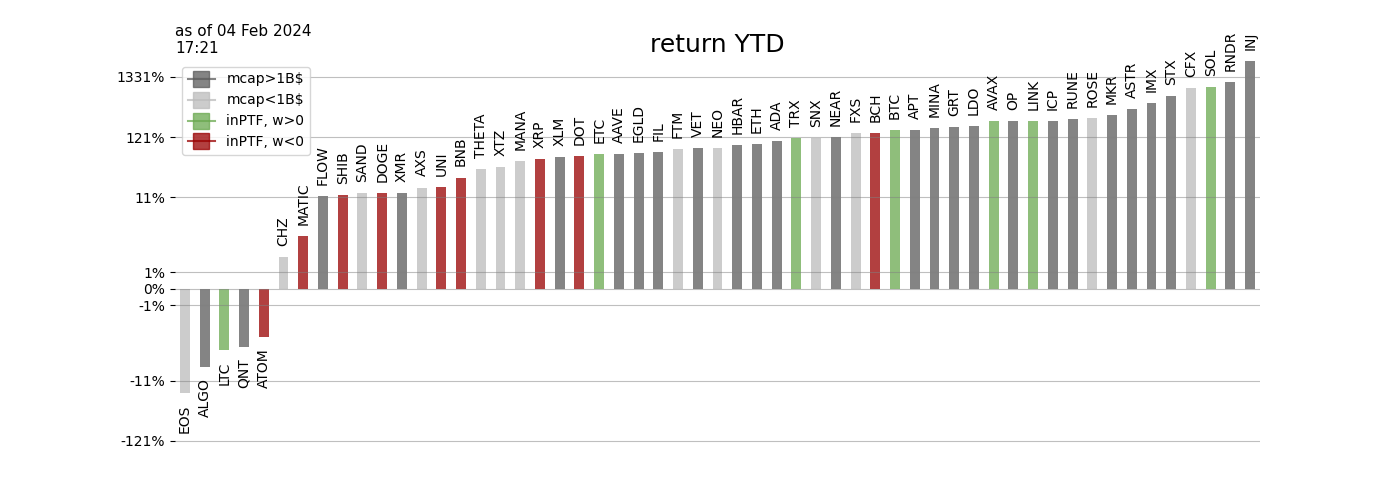 as of 04 Feb 2024
17:21
return YTD
mcap>1B$
mcap<1B$
inPTF, w>0
inPTF, w<0
1331%
121%
11%
1%
0%
-1%
-11%
-121%
EOS
ALGO
LTC
QNT
ATOM
CHZ
MATIC
FLOW
SHIB
SAND
DOGE
XMR
AXS
UNI
BNB
THETA
XTZ
MANA
XRP
XLM
DOT
ETC
AAVE
EGLD
FIL
FTM
VET
NEO
HBAR
ETH
ADA
TRX
SNX
NEAR
FXS
BCH
BTC
APT
MINA
GRT
LDO
AVAX
OP
LINK
ICP
RUNE
ROSE
MKR
ASTR
IMX
STX
CFX
SOL
RNDR
INJ